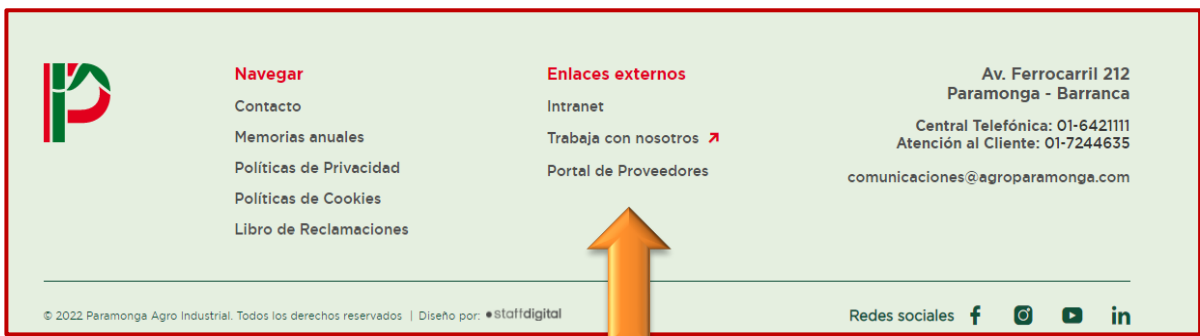 Navegar
Contacto
Memorias anuales
Políticas de Privacidad
Políticas de Cookies
Libro de Reclamaciones
Enlaces externos
Intranet
Trabaja con nosotros
Portal de Proveedores
Av. Ferrocarril 212
Paramonga - Barranca
Central Telefónica: 01-6421111
Atención al Cliente: 01-7244635
comunicaciones@agroparamonga.com
© 2022 Paramonga Agro Industrial. Todos los derechos reservados | Diseño por: staffdigital
Redes sociales